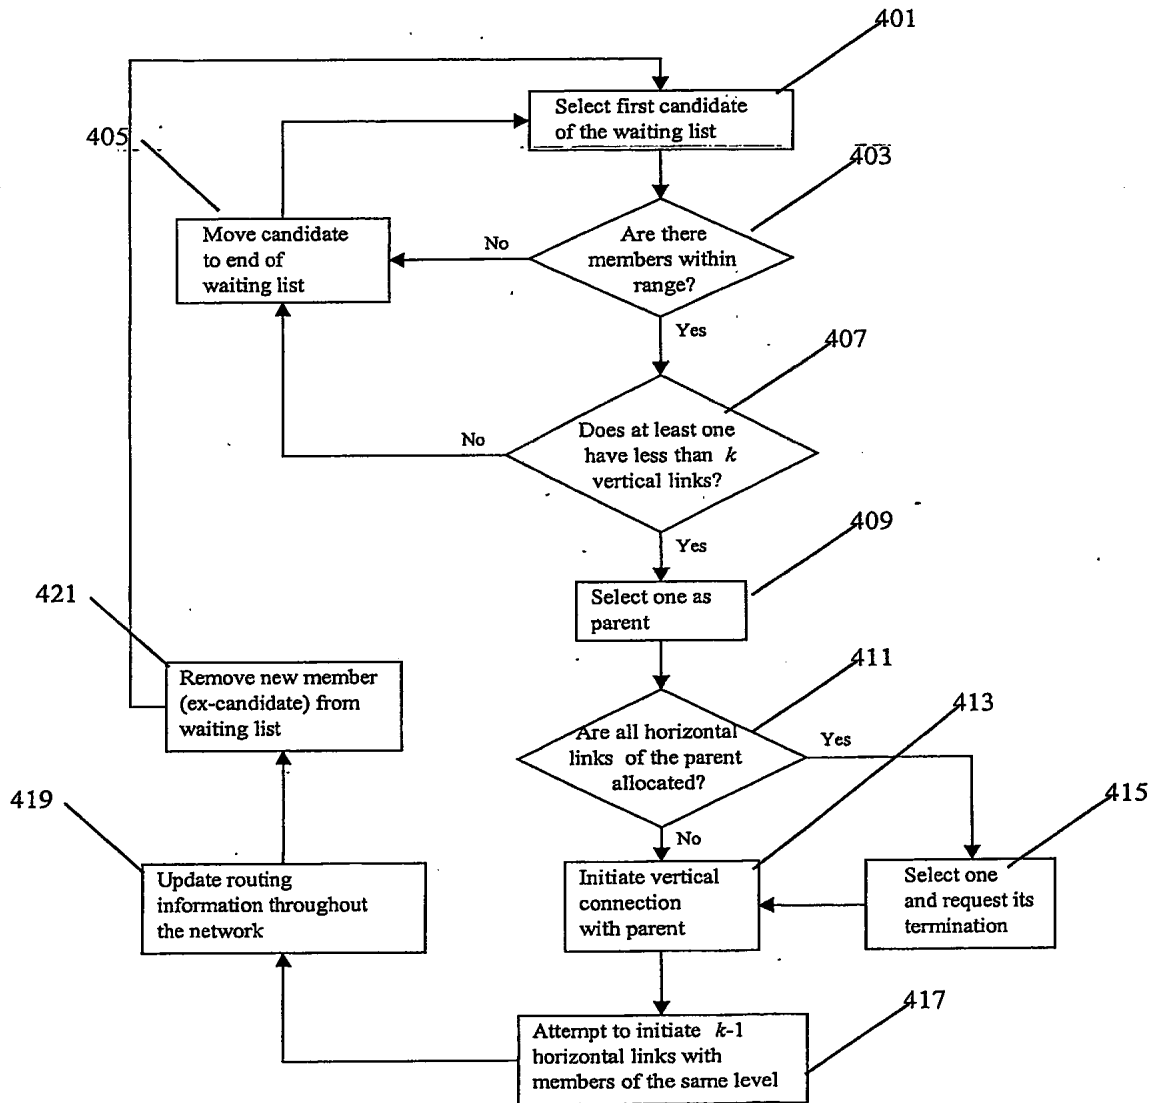 401
Select first candidate
of the waiting list
405
403
Move candidate
to end of
waiting list
No
Are there
members within
range?
Yes
407
No
Does at least one
have less than k
vertical links?
Yes
409
Select one as
parent
421
Remove new member
(ex-candidate) from
waiting list
411
413
Are all horizontal
links of the parent
allocated?
Yes
No
419
415
Update routing
information throughout
the network
Initiate vertical
connection
with parent
Select one
and request its
termination
417
Attempt to initiate k-1
horizontal links with
members of the same level